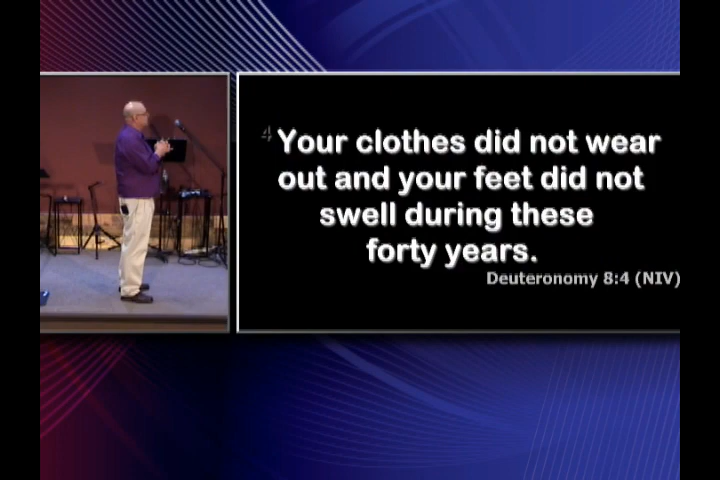 4 Your clothes did not wear
out and your feet did not
swell during these
forty years.
Deuteronomy 8:4 (NIV)